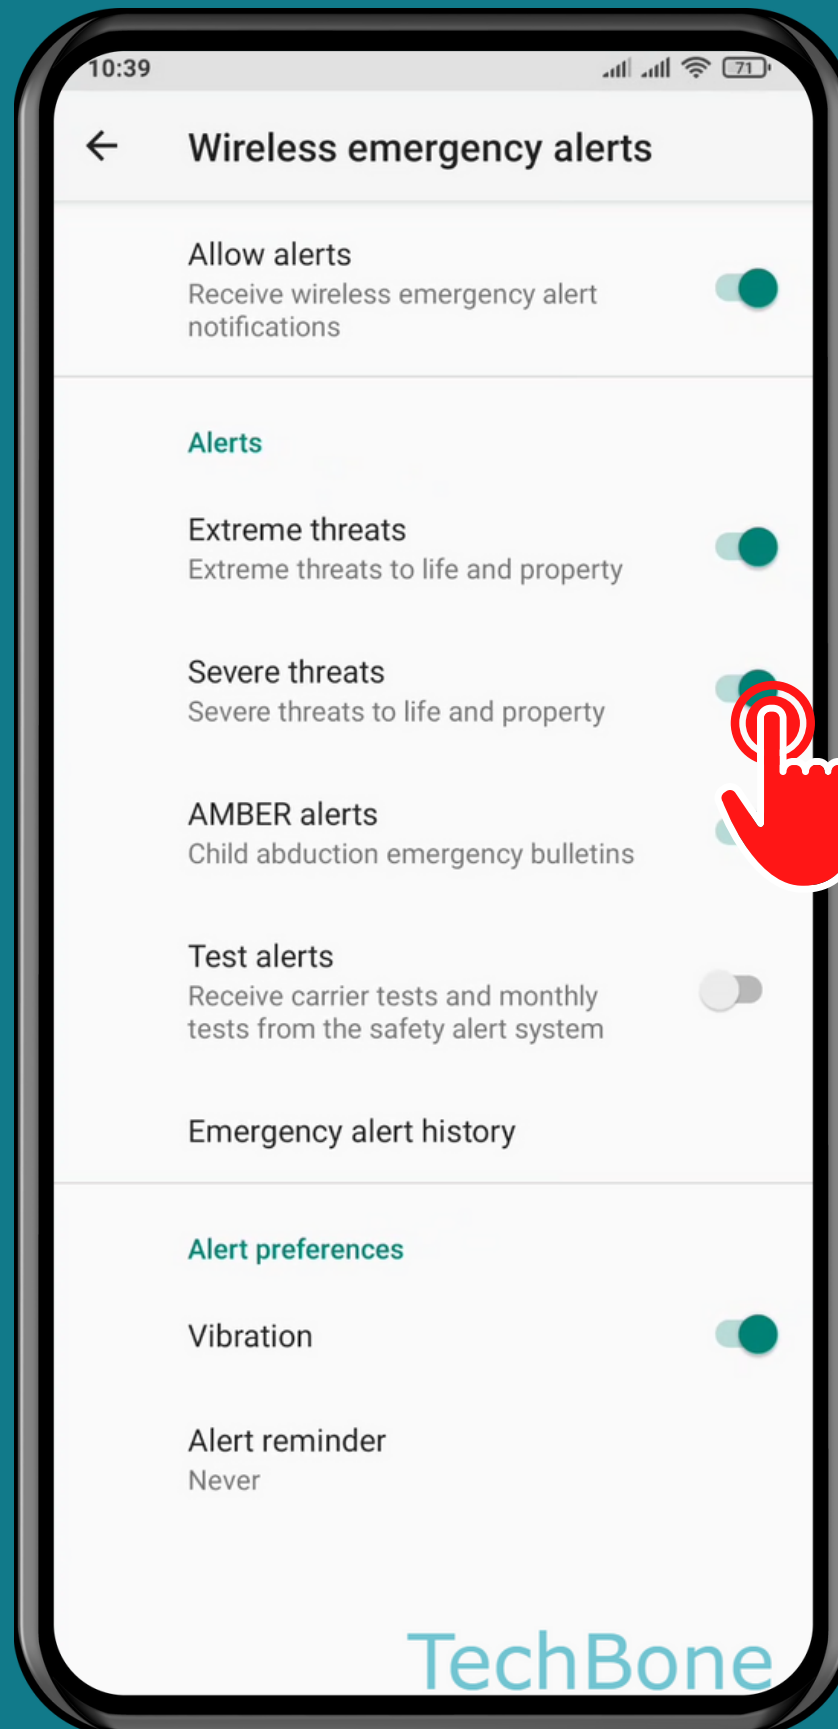 10:39
71
Wireless emergency alerts
Allow alerts
Receive wireless emergency alert
notifications
Alerts
Extreme threats
Extreme threats to life and property
Severe threats
Severe threats to life and property
AMBER alerts
Child abduction emergency bulletins
Test alerts
Receive carrier tests and monthly
tests from the safety alert system
Emergency alert history
Alert preferences
Vibration
Alert reminder
Never
TechBone